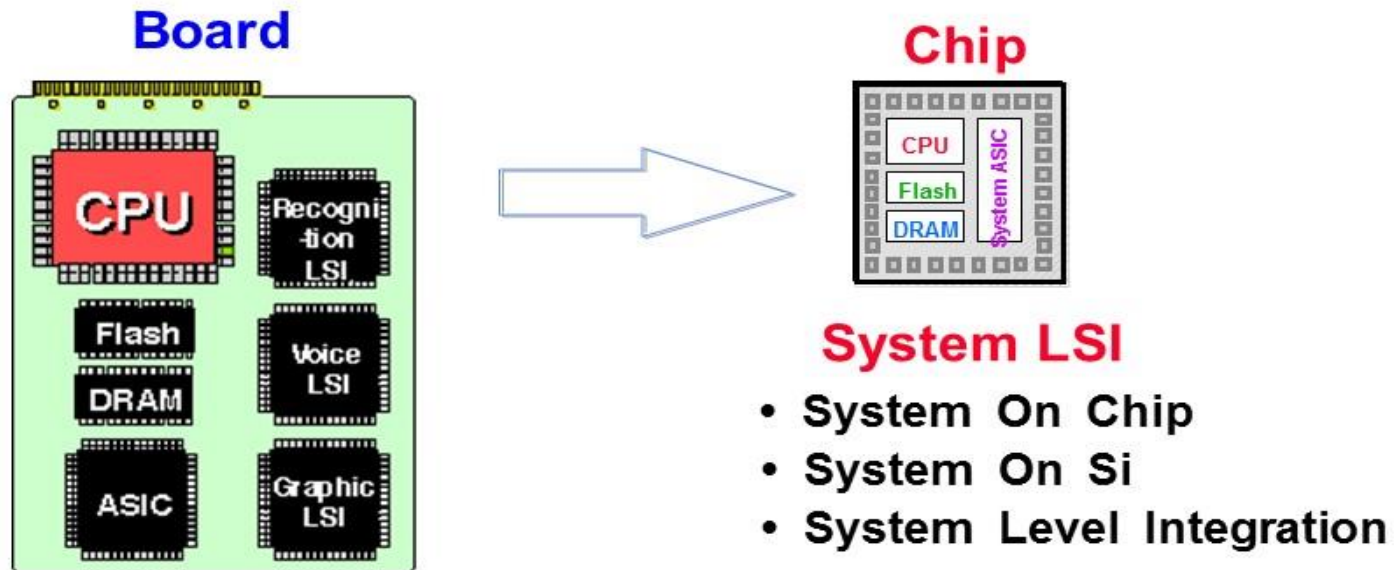 Board
CPU
Recogni
-tion
LSI
Flash
DRAM
Voice
LSI
ASIC
Graphic
LSI
Chip
CPU
Flash
DRAM
System ASIC
System LSI
• System On Chip
• System On Si
• System Level Integration